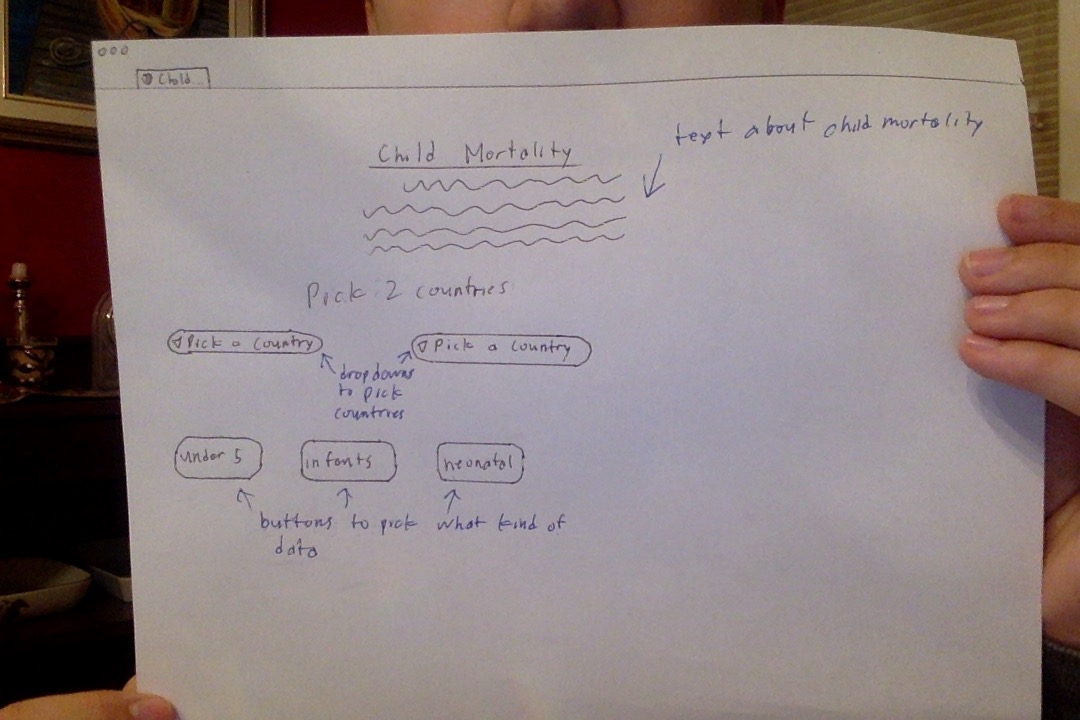 Child...
text about child mortality
Child Mortality
Pick 2 countries
Pick a country
Pick a country
dropdowns
to pick
countries
under 5
infants
neonatal
buttons to pick what kind of
data